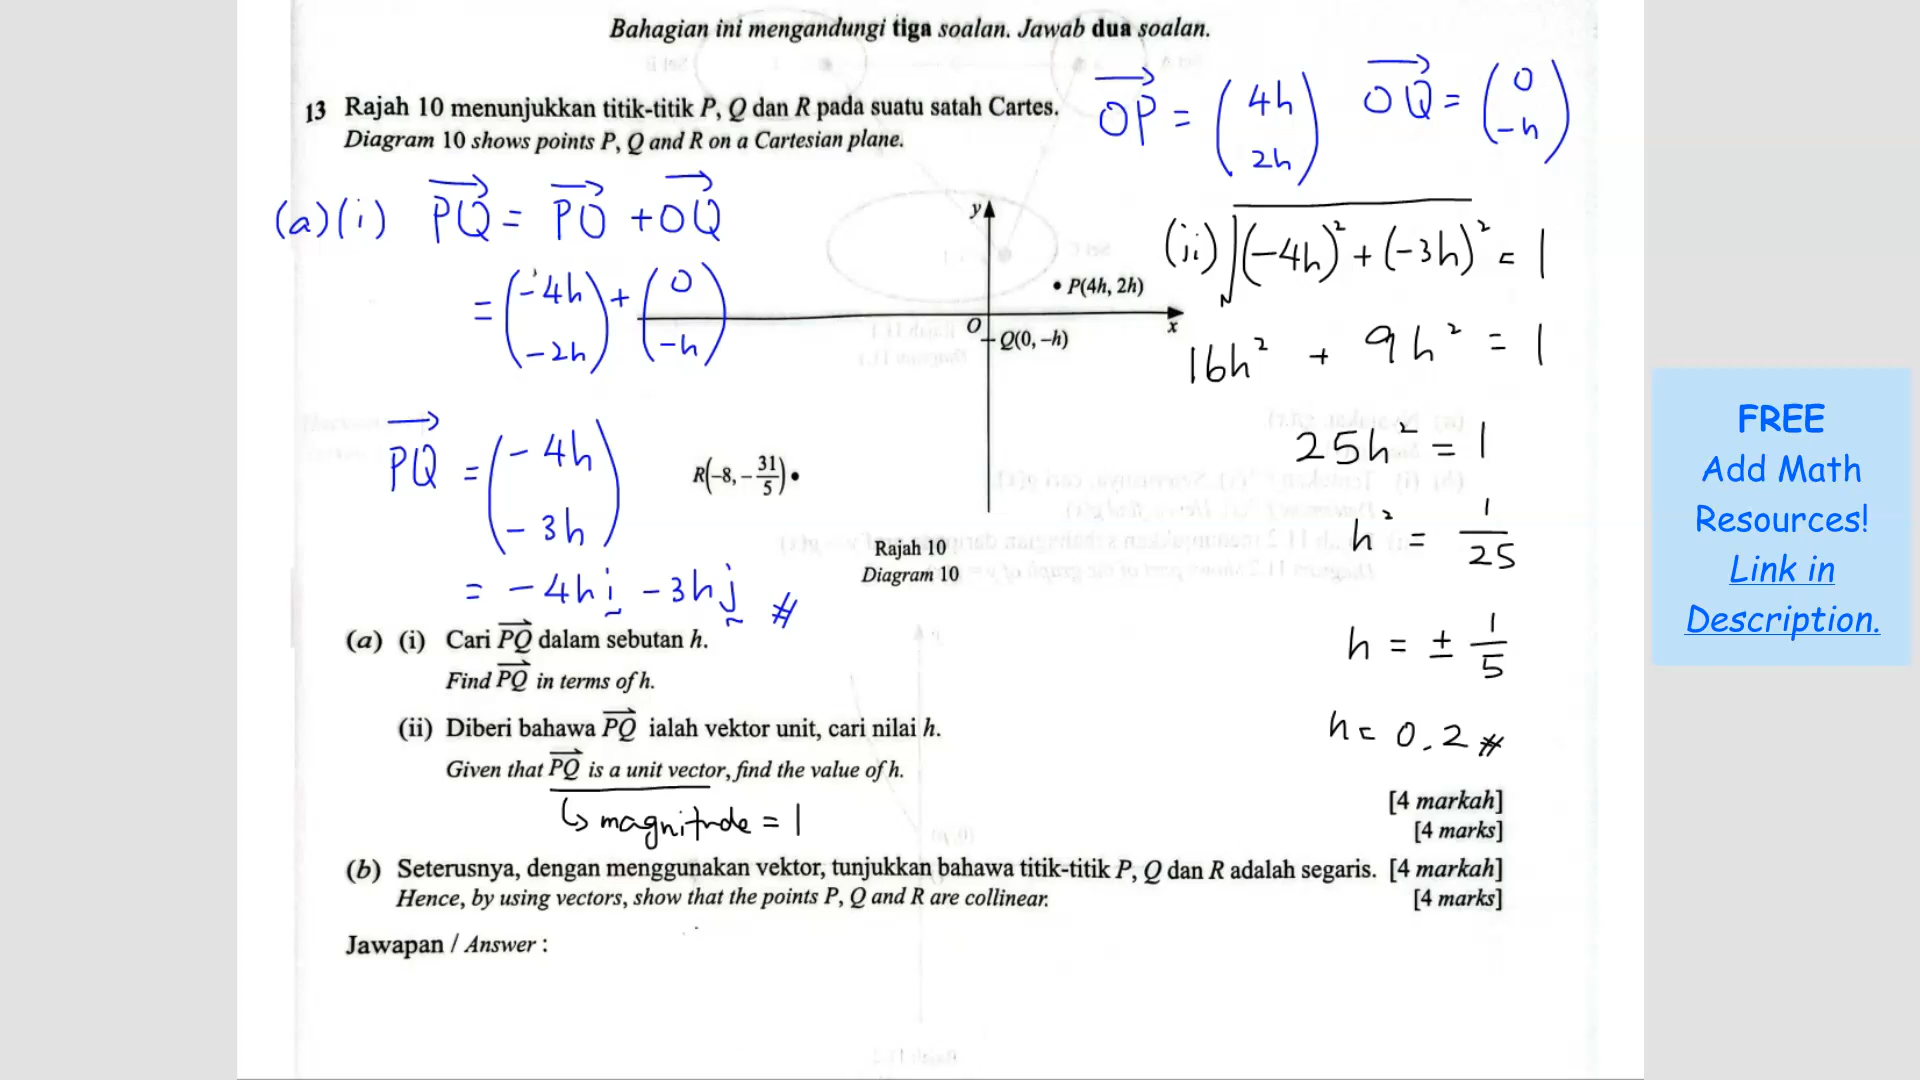 Bahagian ini mengandungi tiga soalan. Jawab dua soalan.
13 Rajah 10 menunjukkan titik-titik P, Q dan R pada suatu satah Cartes.
Diagram 10 shows points P, Q and R on a Cartesian plane.
OP = (4h 2h) OQ = (0 -h)
(a)(i) PQ = PO + OQ
= (-4h -2h) + (0 -h)
PQ = (-4h -3h)
= -4hi - 3hj #
y
• P(4h, 2h)
O
x
Q(0, –h)
R(–8, –31/5) •
Rajah 10
Diagram 10
(ii) √(-4h)² + (-3h)² = 1
16h² + 9h² = 1
25h² = 1
h² = 1/25
h = ± 1/5
h = 0.2 #
(a) (i) Cari PQ dalam sebutan h.
Find PQ in terms of h.
(ii) Diberi bahawa PQ ialah vektor unit, cari nilai h.
Given that PQ is a unit vector, find the value of h.
↳ magnitude = 1
[4 markah]
[4 marks]
(b) Seterusnya, dengan menggunakan vektor, tunjukkan bahawa titik-titik P, Q dan R adalah segaris. [4 markah]
Hence, by using vectors, show that the points P, Q and R are collinear. [4 marks]
Jawapan / Answer :
FREE
Add Math
Resources!
Link in
Description.